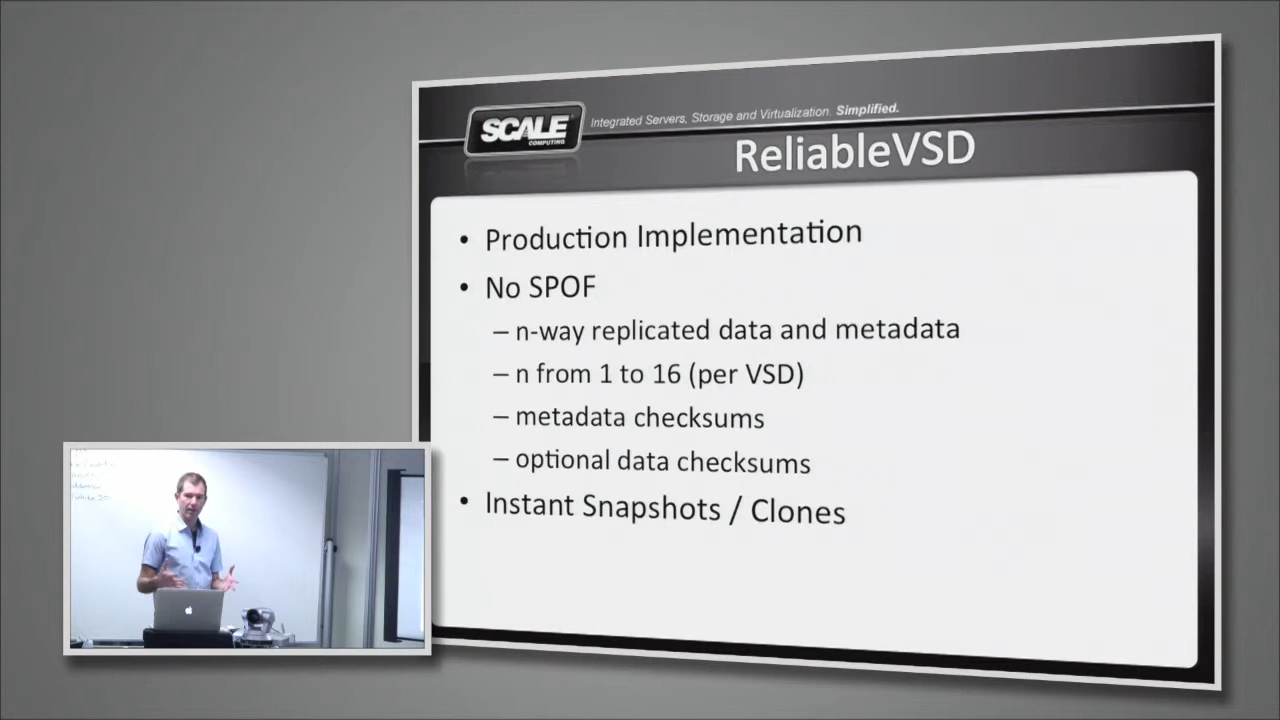 SCALE
COMPUTING
Integrated Servers, Storage and Virtualization. Simplified.
ReliableVSD
• Production Implementation
• No SPOF
– n-way replicated data and metadata
– n from 1 to 16 (per VSD)
– metadata checksums
– optional data checksums
• Instant Snapshots / Clones